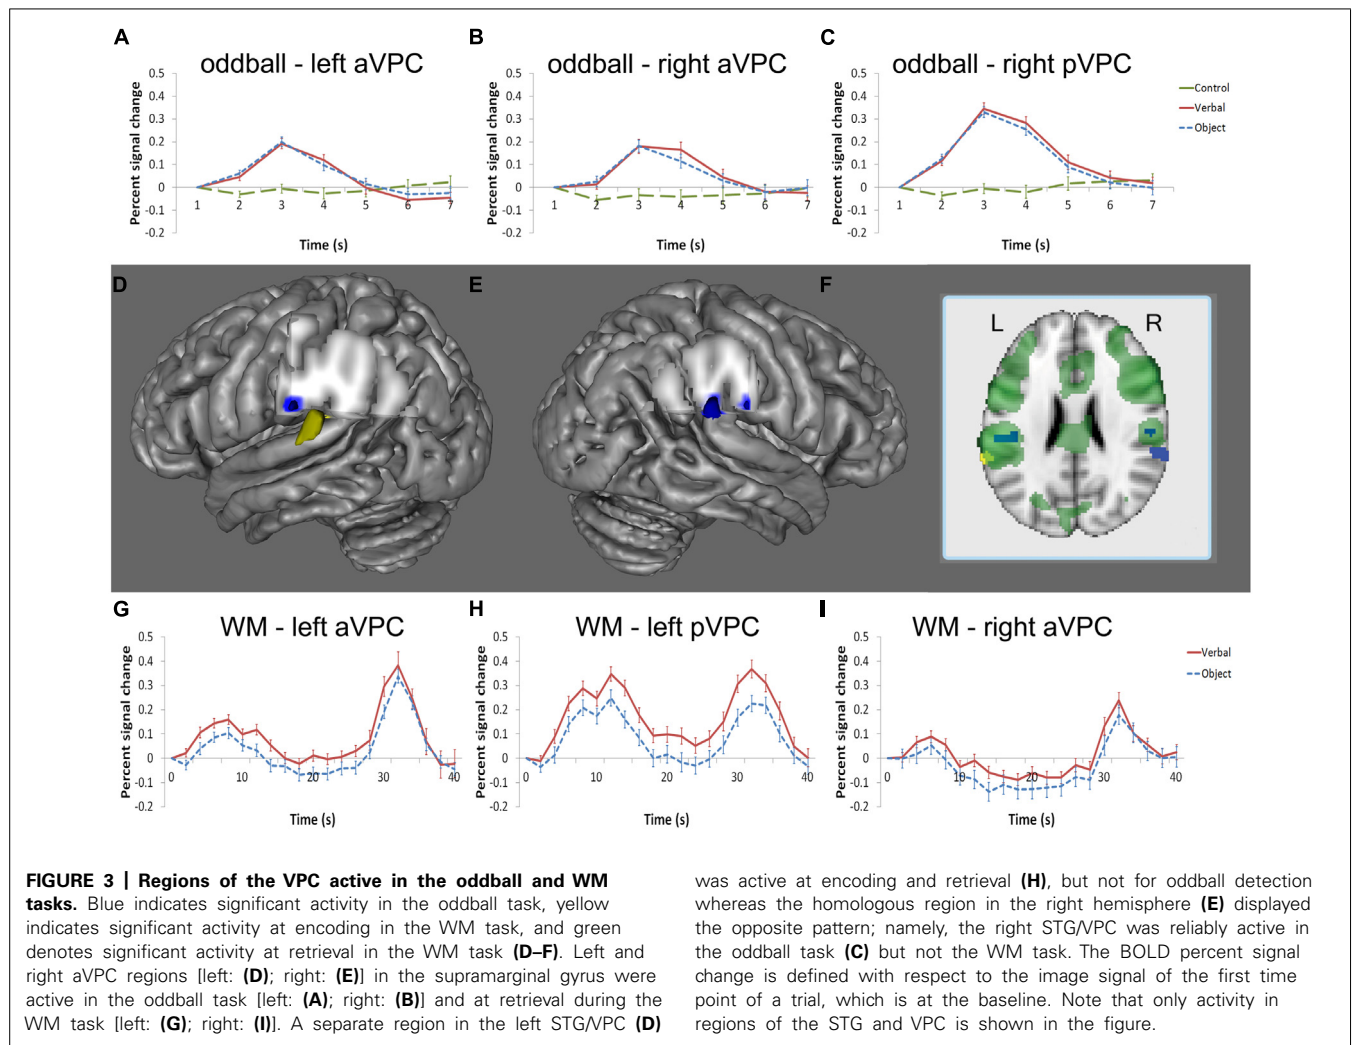 A
oddball - left aVPC
Percent signal change
0.5
0.4
0.3
0.2
0.1
0
-0.1
-0.2
1 2 3 4 5 6 7
Time (s)
B
oddball - right aVPC
Percent signal change
0.5
0.4
0.3
0.2
0.1
0
-0.1
-0.2
1 2 3 4 5 6 7
Time (s)
C
oddball - right pVPC
Percent signal change
0.5
0.4
0.3
0.2
0.1
0
-0.1
-0.2
1 2 3 4 5 6 7
Time (s)
Control
Verbal
Object
D
E
F
L R
G
WM - left aVPC
Percent signal change
0.5
0.4
0.3
0.2
0.1
0
-0.1
-0.2
0 10 20 30 40
Time (s)
H
WM - left pVPC
Percent signal change
0.5
0.4
0.3
0.2
0.1
0
-0.1
-0.2
0 10 20 30 40
Time (s)
I
WM - right aVPC
Percent signal change
0.5
0.4
0.3
0.2
0.1
0
-0.1
-0.2
0 10 20 30 40
Time (s)
Verbal
Object
FIGURE 3 | Regions of the VPC active in the oddball and WM
tasks. Blue indicates significant activity in the oddball task, yellow
indicates significant activity at encoding in the WM task, and green
denotes significant activity at retrieval in the WM task (D–F). Left and
right aVPC regions [left: (D); right: (E)] in the supramarginal gyrus were
active in the oddball task [left: (A); right: (B)] and at retrieval during the
WM task [left: (G); right: (I)]. A separate region in the left STG/VPC (D)
was active at encoding and retrieval (H), but not for oddball detection
whereas the homologous region in the right hemisphere (E) displayed
the opposite pattern; namely, the right STG/VPC was reliably active in
the oddball task (C) but not the WM task. The BOLD percent signal
change is defined with respect to the image signal of the first time
point of a trial, which is at the baseline. Note that only activity in
regions of the STG and VPC is shown in the figure.